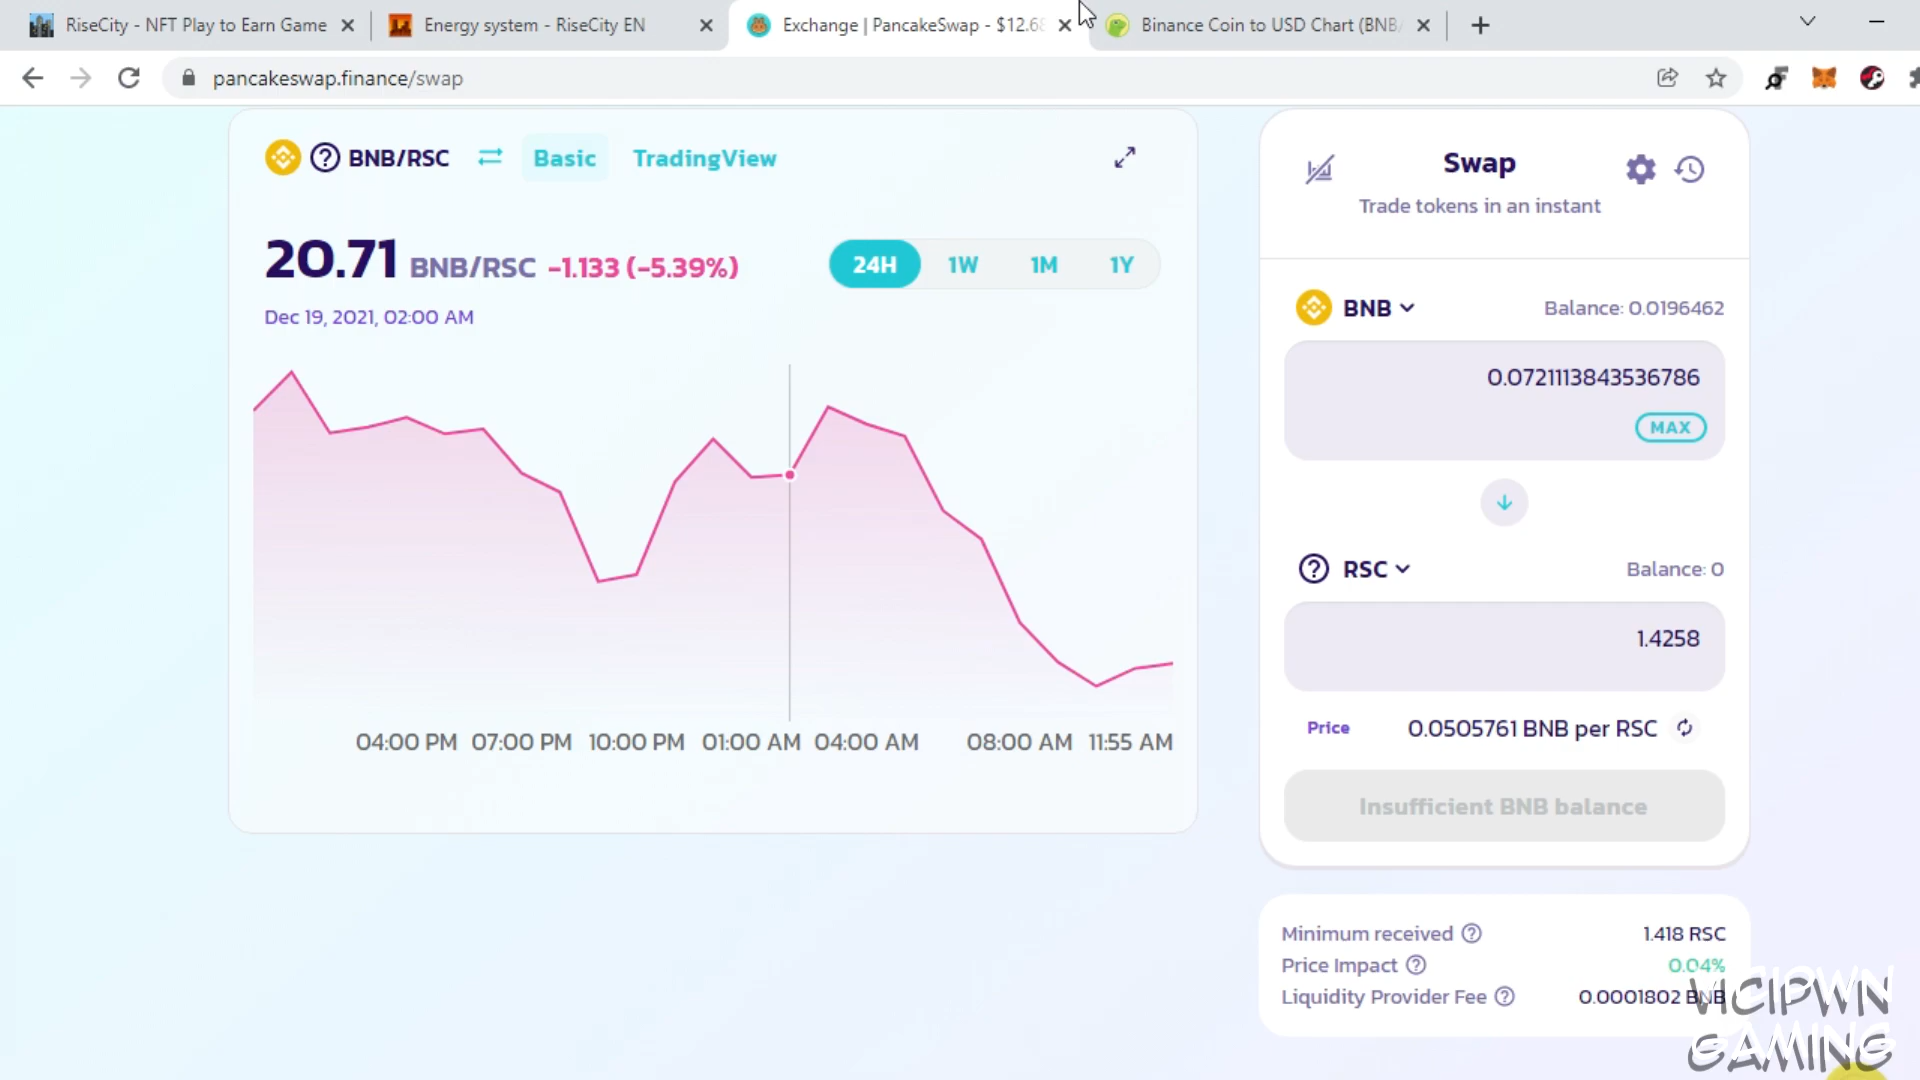 RiseCity - NFT Play to Earn Game
Energy system - RiseCity EN
Exchange | PancakeSwap - $12.68
Binance Coin to USD Chart (BNB/
pancakeswap.finance/swap
BNB/RSC
Basic
TradingView
20.71 BNB/RSC -1.133 (-5.39%)
Dec 19, 2021, 02:00 AM
24H 1W 1M 1Y
04:00 PM 07:00 PM 10:00 PM 01:00 AM 04:00 AM 08:00 AM 11:55 AM
Swap
Trade tokens in an instant
BNB
Balance: 0.0196462
0.0721113843536786
MAX
RSC
Balance: 0
1.4258
Price 0.0505761 BNB per RSC
Insufficient BNB balance
Minimum received 1.418 RSC
Price Impact 0.04%
Liquidity Provider Fee 0.0001802 BNB
VICIPWN
GAMING